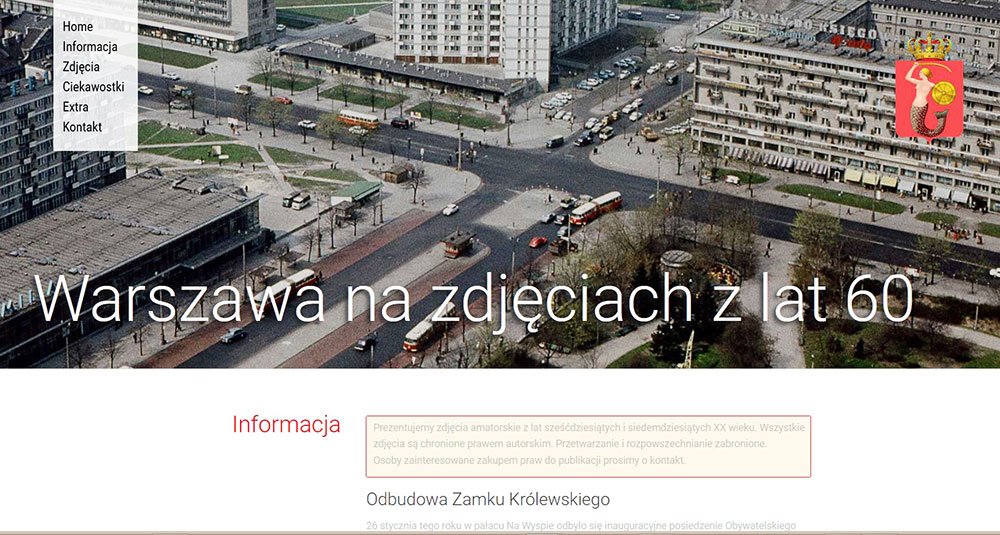 Home
Informacja
Zdjęcia
Ciekawostki
Extra
Kontakt
Warszawa na zdjęciach z lat 60
Informacja
Prezentujemy zdjęcia amatorskie z lat sześćdziesiątych i siedemdziesiątych XX wieku. Wszystkie
zdjęcia są chronione prawem autorskim. Przetwarzanie i rozpowszechnianie zabronione.
Osoby zainteresowane zakupem praw do publikacji prosimy o kontakt.
Odbudowa Zamku Królewskiego
26 stycznia tego roku w pałacu Na Wyspie odbyło się inauguracyjne posiedzenie Obywatelskiego